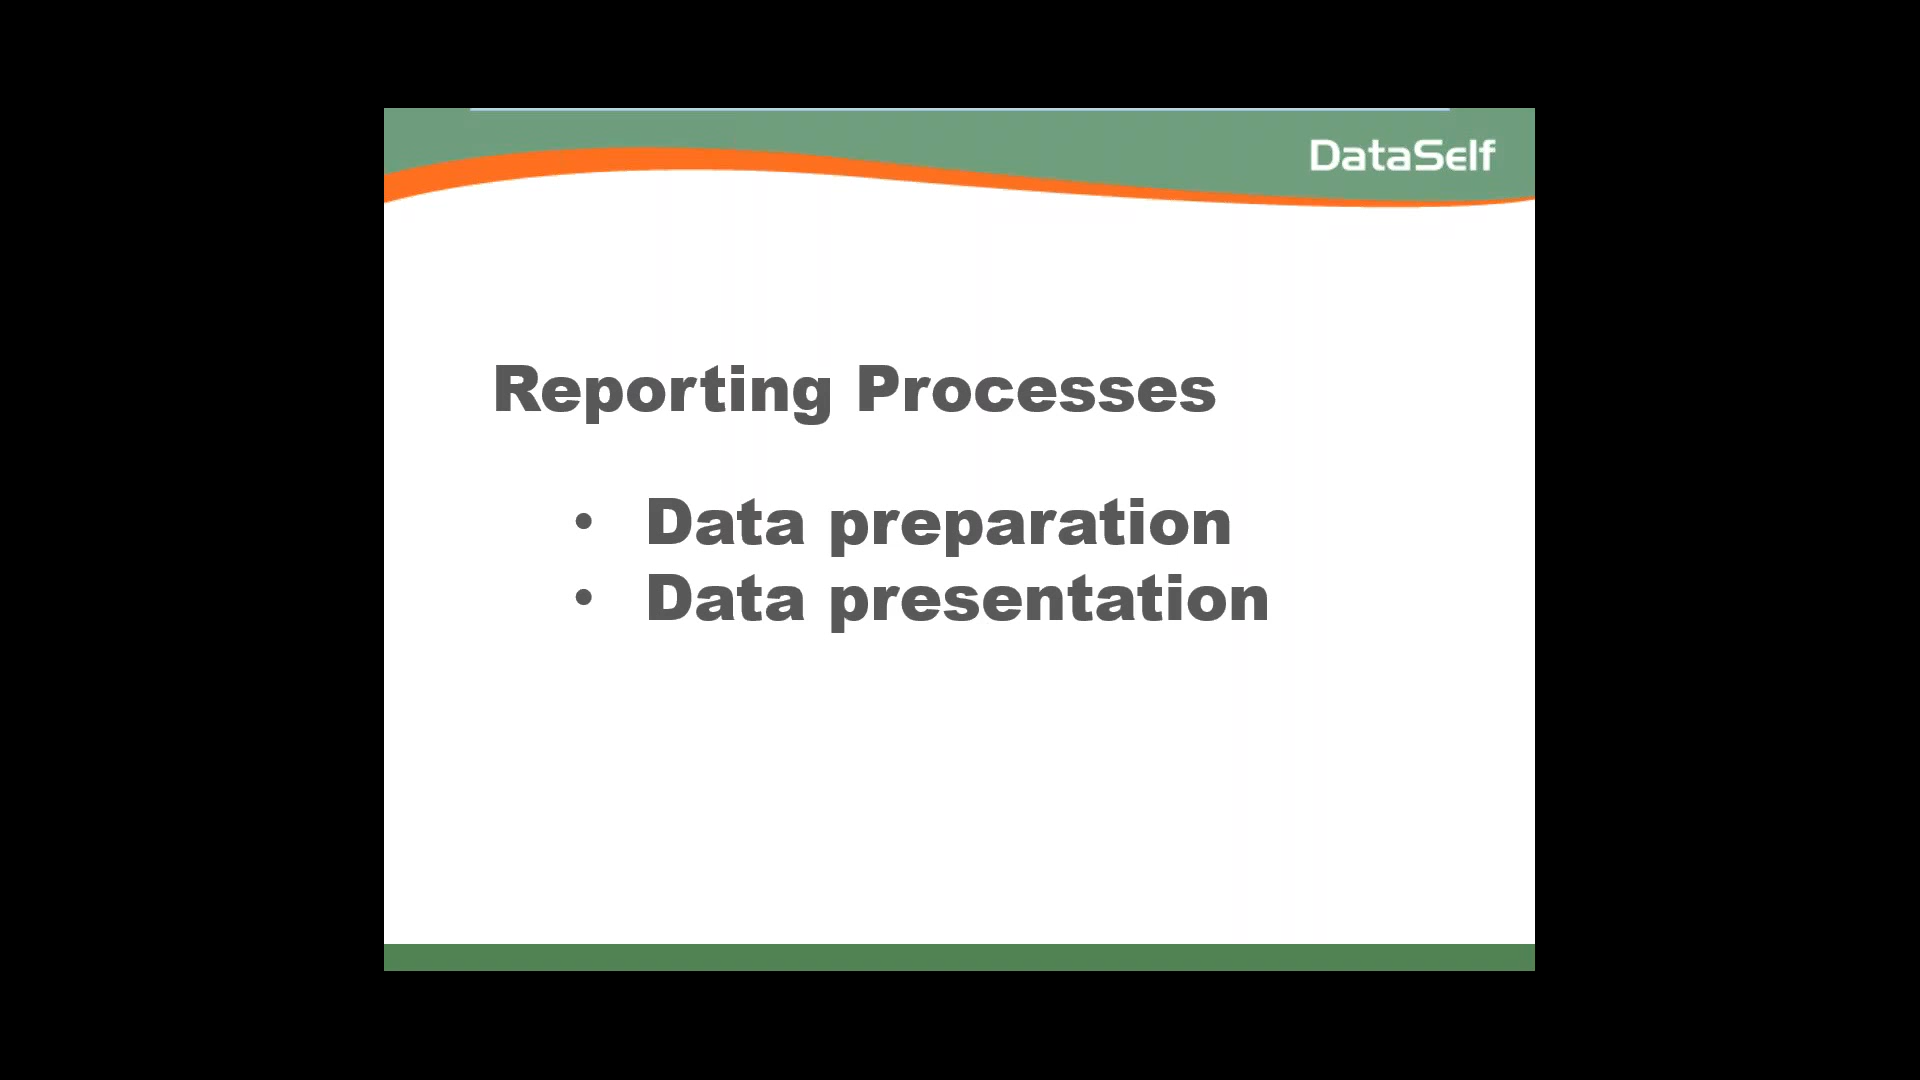 DataSelf
Reporting Processes
• Data preparation
• Data presentation